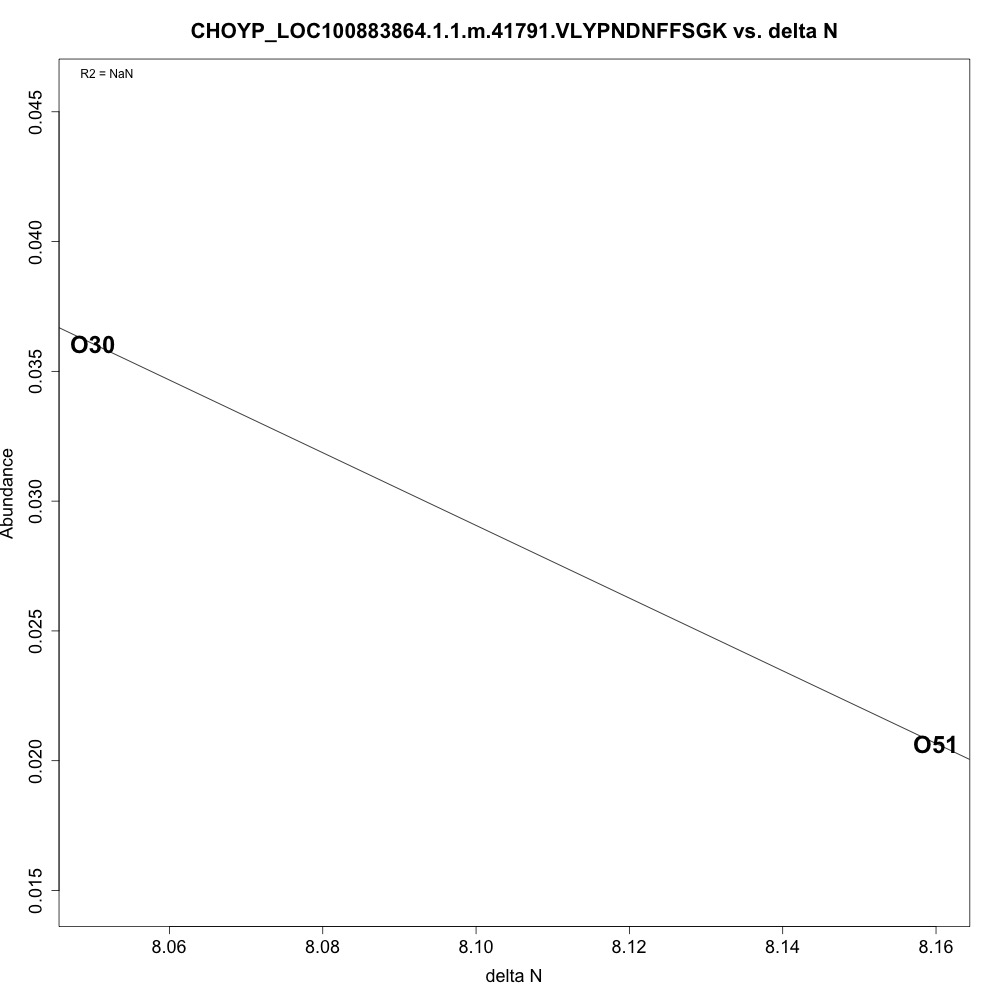 CHOYP_LOC100883864.1.1.m.41791.VLYPNDNFFSGK vs. delta N
R2 = NaN
0.045
0.040
0.035
0.030
0.025
0.020
0.015
Abundance
O30
O51
8.06
8.08
8.10
8.12
8.14
8.16
delta N